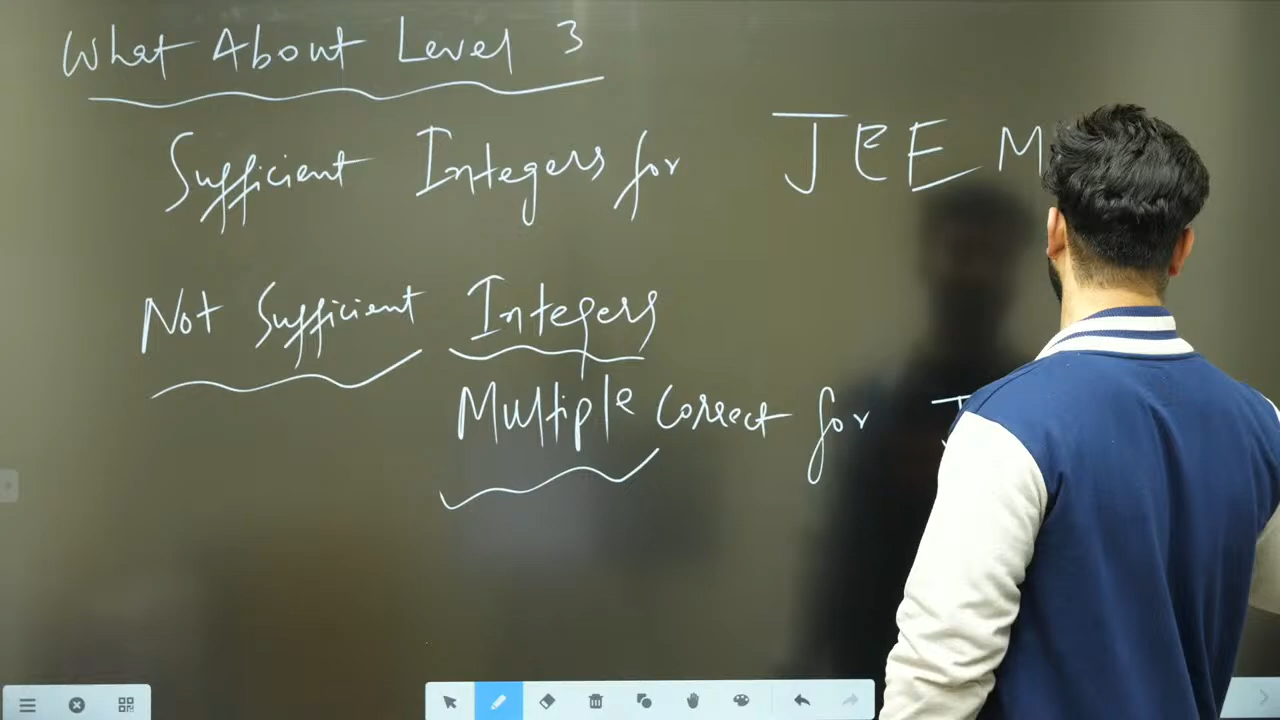 What About Level 3
Sufficient Integers for JEE M
Not Sufficient Integers
Multiple Correct for J